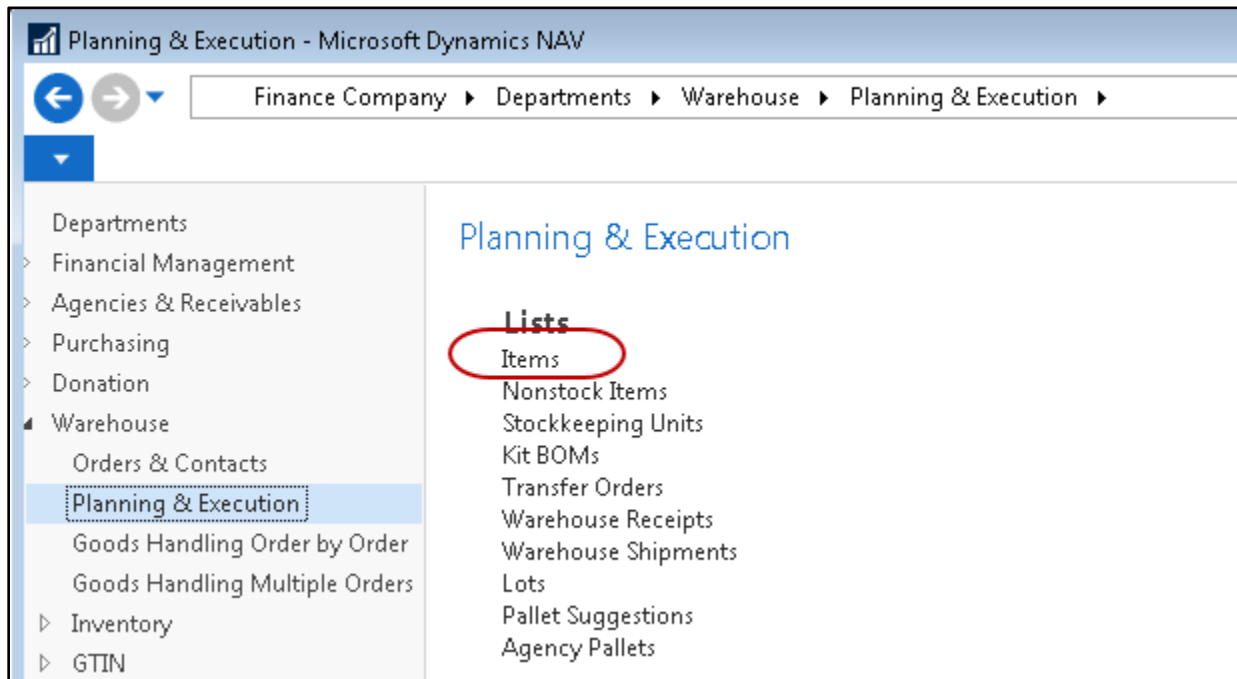 Planning & Execution - Microsoft Dynamics NAV
Finance Company ▸ Departments ▸ Warehouse ▸ Planning & Execution ▸
Departments
Financial Management
Agencies & Receivables
Purchasing
Donation
Warehouse
Orders & Contacts
Planning & Execution
Goods Handling Order by Order
Goods Handling Multiple Orders
Inventory
GTIN
Planning & Execution
Lists
Items
Nonstock Items
Stockkeeping Units
Kit BOMs
Transfer Orders
Warehouse Receipts
Warehouse Shipments
Lots
Pallet Suggestions
Agency Pallets